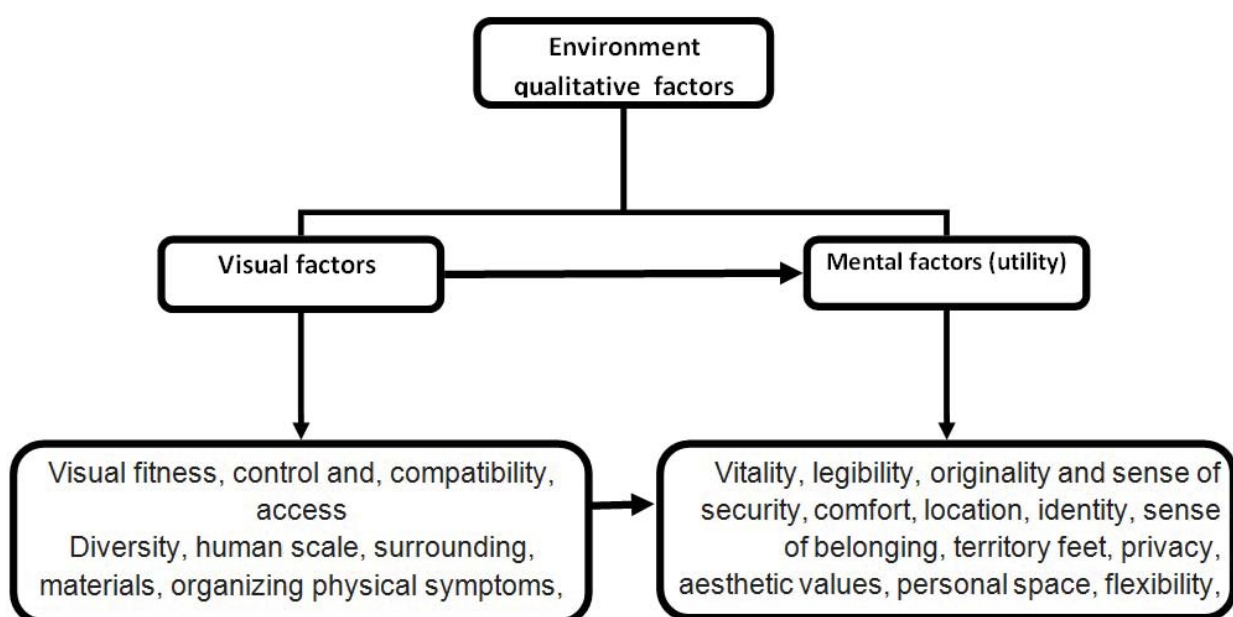 Environment
qualitative factors
Visual factors
Mental factors (utility)
Visual fitness, control and, compatibility,
access
Diversity, human scale, surrounding,
materials, organizing physical symptoms,
Vitality, legibility, originality and sense of
security, comfort, location, identity, sense
of belonging, territory feet, privacy,
aesthetic values, personal space, flexibility,